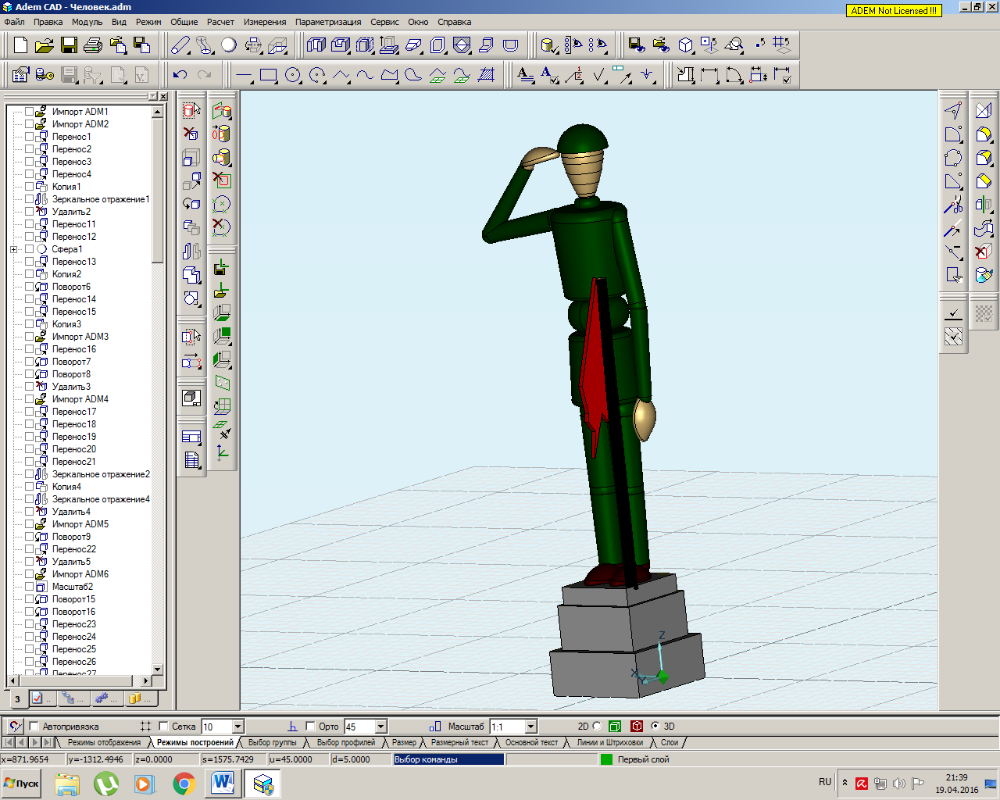 Adem CAD - Человек.adm
ADEM Not Licensed !!!
Файл Правка Модуль Вид Режим Общие Расчет Измерения Параметризация Сервис Окно Справка
Импорт ADM1
Импорт ADM2
Перенос1
Перенос2
Перенос3
Перенос4
Копия1
Зеркальное отражение1
Удалить2
Перенос11
Перенос12
Сфера1
Перенос13
Копия2
Поворот6
Перенос14
Перенос15
Копия3
Импорт ADM3
Перенос16
Поворот7
Поворот8
Удалить3
Импорт ADM4
Перенос17
Перенос18
Перенос19
Перенос20
Перенос21
Зеркальное отражение2
Копия4
Зеркальное отражение4
Удалить4
Импорт ADM5
Поворот9
Перенос22
Удалить5
Импорт ADM6
Масштаб2
Поворот15
Поворот16
Перенос23
Перенос24
Перенос25
Перенос26
Перенос27
Z
X
3 ... ... ... ...
Автопривязка Сетка 10 Орто 45 Масштаб 1:1 2D 3D
Режимы отображения Режимы построений Выбор группы Выбор профилей Размер Размерный текст Основной текст Линии и Штриховки Слои
x=871.9654 y=-1312.4946 z=0.0000 s=1575.7429 u=45.0000 d=5.0000 Выбор команды Первый слой
Пуск RU 21:39
19.04.2016